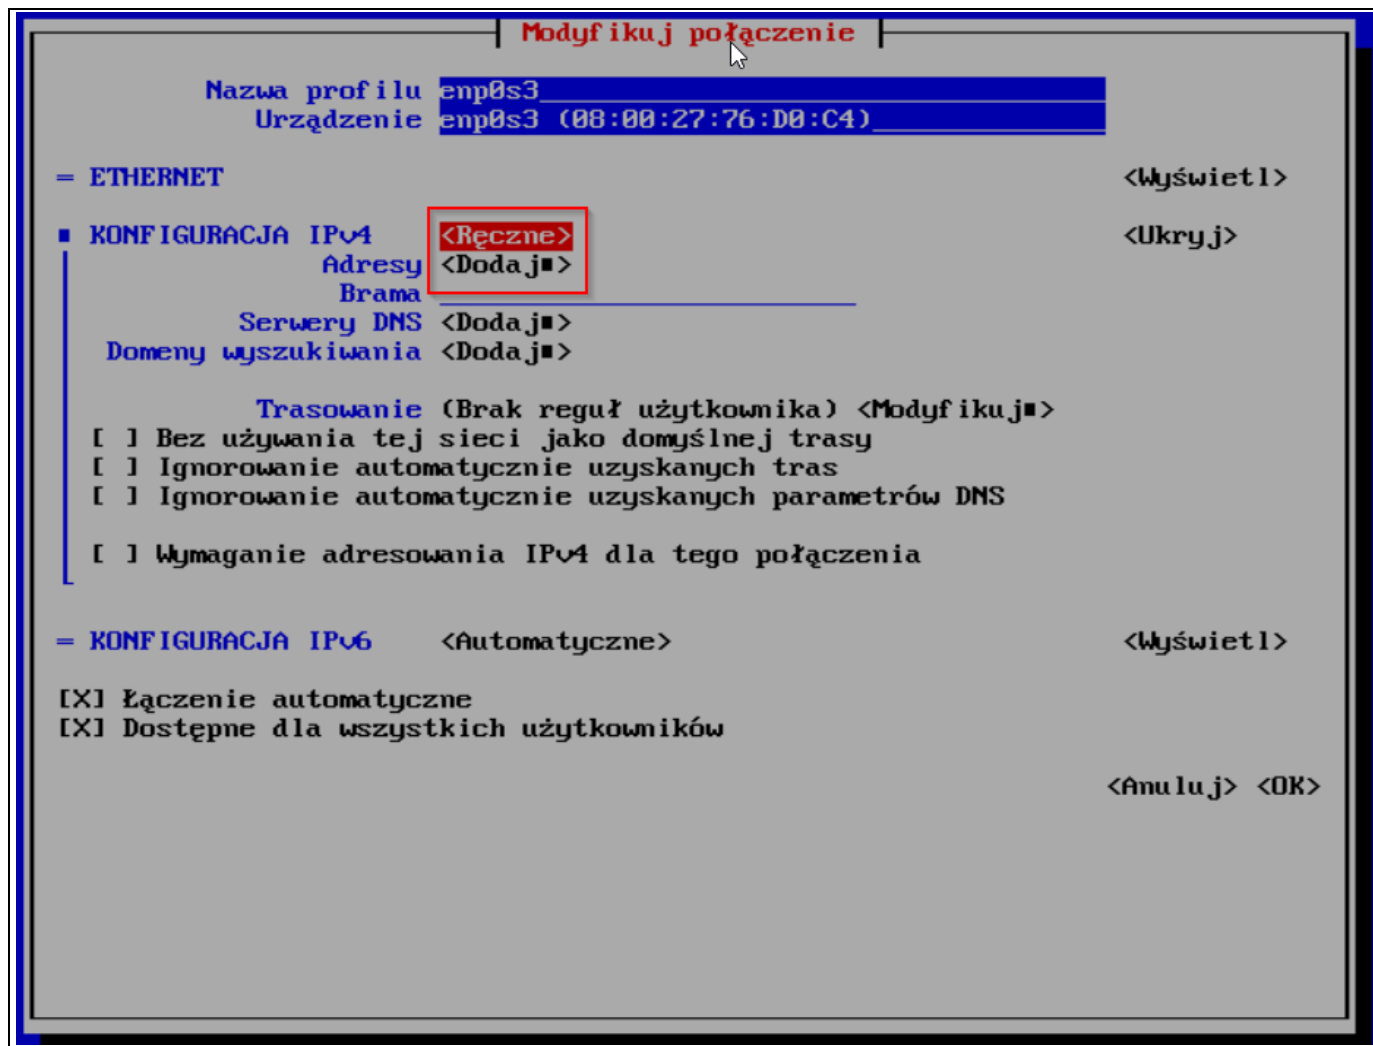 Modyfikuj połączenie
Nazwa profilu enp0s3
Urządzenie enp0s3 (08:00:27:76:D0:C4)
= ETHERNET <Wyświetl>
KONFIGURACJA IPv4 <Ręczne> <Ukryj>
Adresy <Dodaj■>
Brama
Serwery DNS <Dodaj■>
Domeny wyszukiwania <Dodaj■>
Trasowanie (Brak reguł użytkownika) <Modyfikuj■>
[ ] Bez używania tej sieci jako domyślnej trasy
[ ] Ignorowanie automatycznie uzyskanych tras
[ ] Ignorowanie automatycznie uzyskanych parametrów DNS
[ ] Wymaganie adresowania IPv4 dla tego połączenia
= KONFIGURACJA IPv6 <Automatyczne> <Wyświetl>
[X] Łączenie automatyczne
[X] Dostępne dla wszystkich użytkowników
<Anuluj> <OK>